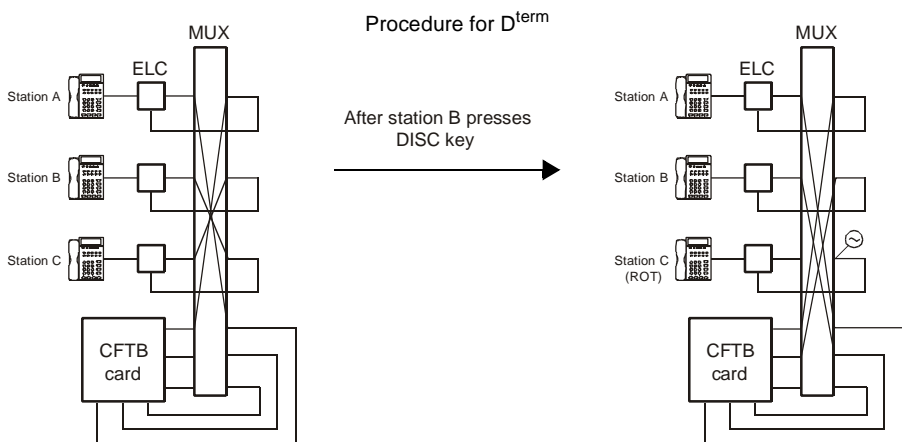 Procedure for Dterm
MUX
ELC
Station A
Station B
Station C
CFTB
card
After station B presses
DISC key
MUX
ELC
Station A
Station B
Station C
(ROT)
CFTB
card